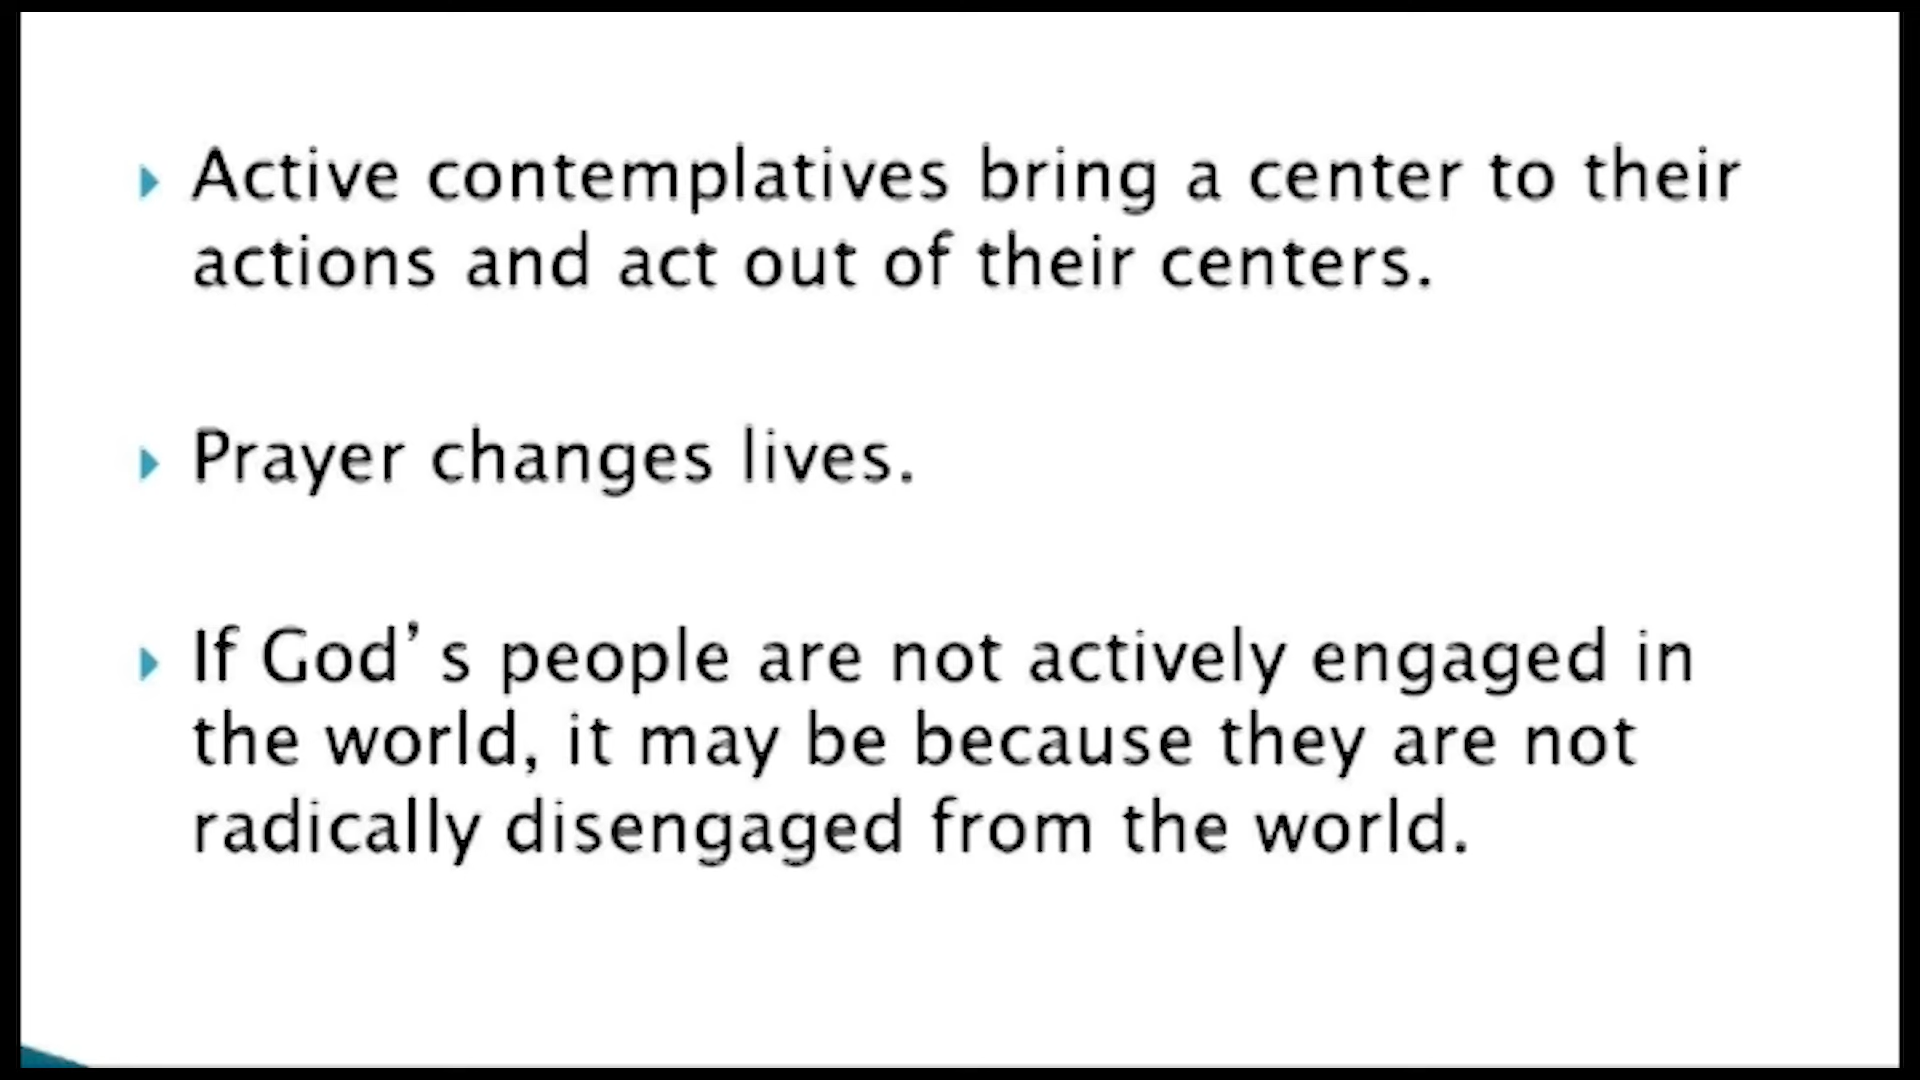 Active contemplatives bring a center to their
actions and act out of their centers.
Prayer changes lives.
If God’s people are not actively engaged in
the world, it may be because they are not
radically disengaged from the world.